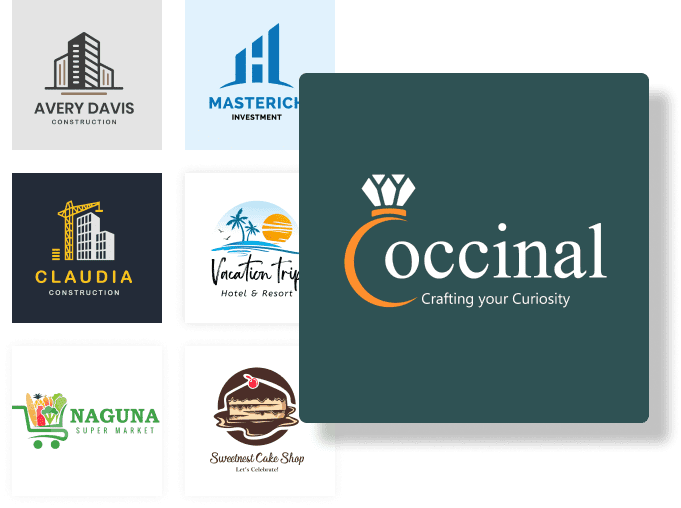 AVERY DAVIS
CONSTRUCTION
MASTERICH
INVESTMENT
CLAUDIA
CONSTRUCTION
Vacation Trip
Hotel & Resort
Coccinal
Crafting your Curiosity
NAGUNA
SUPER MARKET
Sweetnest Cake Shop
Let's Celebrate!